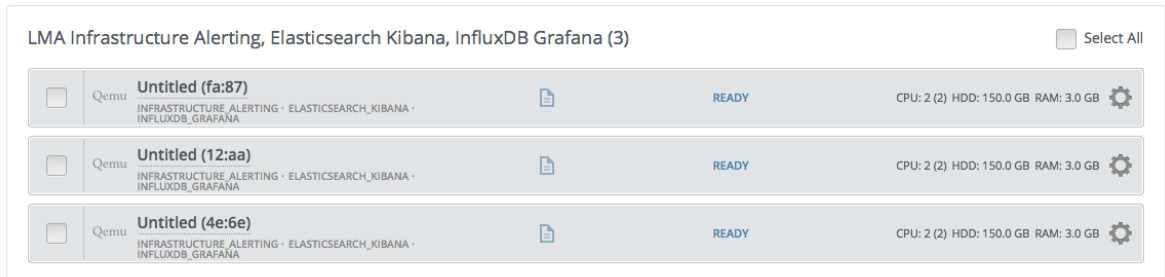 LMA Infrastructure Alerting, Elasticsearch Kibana, InfluxDB Grafana (3)
Select All
Qemu
Untitled (fa:87)
INFRASTRUCTURE_ALERTING · ELASTICSEARCH_KIBANA ·
INFLUXDB_GRAFANA
READY
CPU: 2 (2) HDD: 150.0 GB RAM: 3.0 GB
Qemu
Untitled (12:aa)
INFRASTRUCTURE_ALERTING · ELASTICSEARCH_KIBANA ·
INFLUXDB_GRAFANA
READY
CPU: 2 (2) HDD: 150.0 GB RAM: 3.0 GB
Qemu
Untitled (4e:6e)
INFRASTRUCTURE_ALERTING · ELASTICSEARCH_KIBANA ·
INFLUXDB_GRAFANA
READY
CPU: 2 (2) HDD: 150.0 GB RAM: 3.0 GB